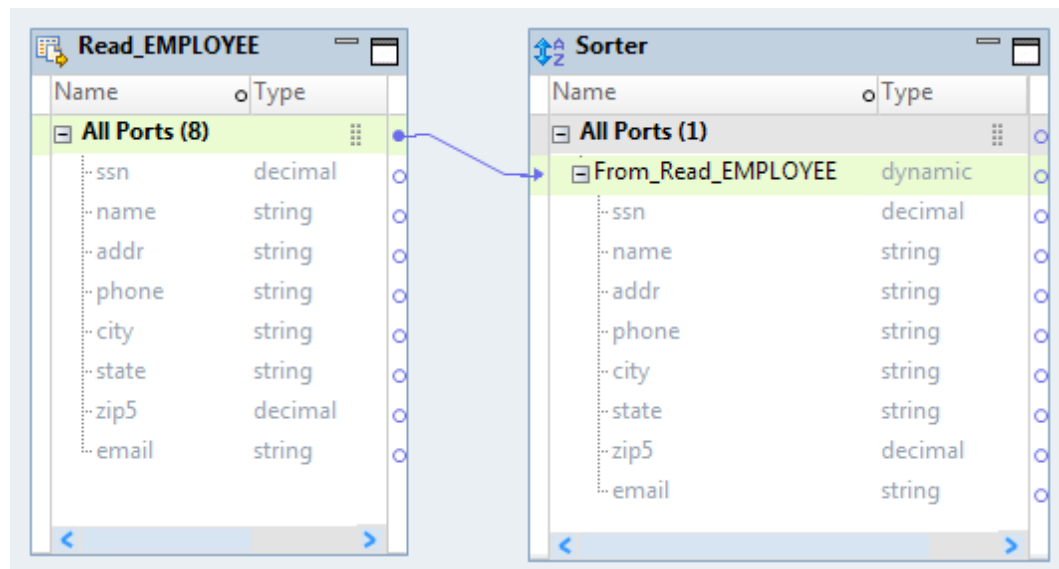 Read_EMPLOYEE
Name Type
All Ports (8)
ssn decimal
name string
addr string
phone string
city string
state string
zip5 decimal
email string
AZ Sorter
Name Type
All Ports (1)
From_Read_EMPLOYEE dynamic
ssn decimal
name string
addr string
phone string
city string
state string
zip5 decimal
email string